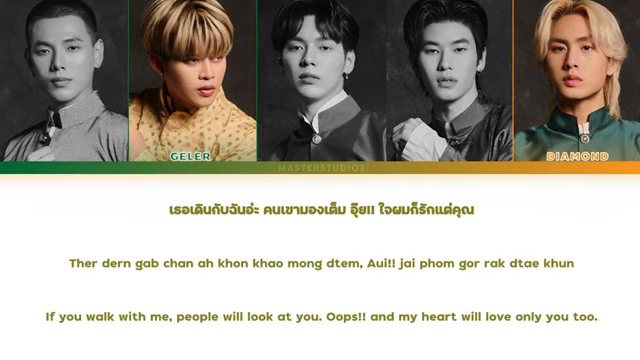 GELER
DIAMOND
MASTERSTUDIO1
เธอเดินกับฉันอ่ะ คนเขามองเต็ม อุ๊ย!! ใจผมก็รักแต่คุณ
Ther dern gab chan ah khon khao mong dtem, Aui!! jai phom gor rak dtae khun
If you walk with me, people will look at you. Oops!! and my heart will love only you too.